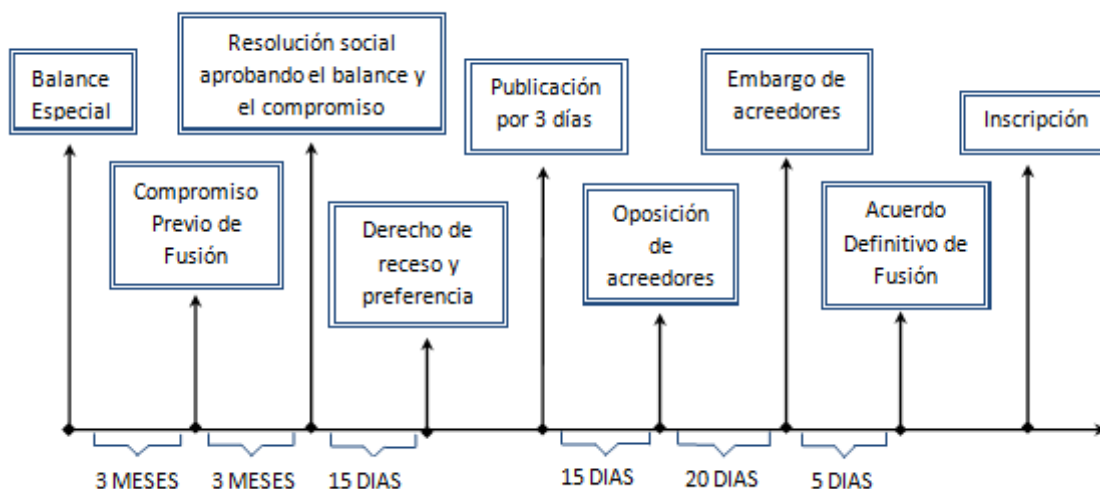 Balance
Especial
Compromiso
Previo de
Fusión
Resolución social
aprobando el balance y
el compromiso
Derecho de
receso y
preferencia
Publicación
por 3 días
Oposición
de
acreedores
Embargo de
acreedores
Acuerdo
Definitivo de
Fusión
Inscripción
3 MESES
3 MESES
15 DIAS
15 DIAS
20 DIAS
5 DIAS